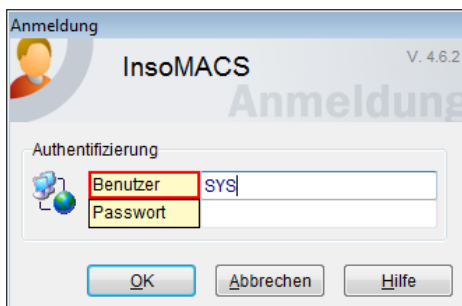 Anmeldung
InsoMACS
V. 4.6.2
Anmeldung
Authentifizierung
Benutzer SYS
Passwort
OK Abbrechen Hilfe